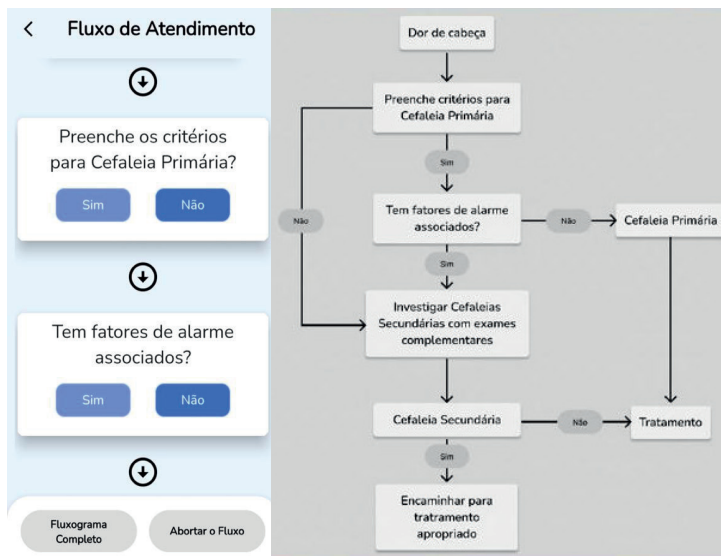 Fluxo de Atendimento
Preenche os critérios
para Cefaleia Primária?
Sim
Não
Tem fatores de alarme
associados?
Sim
Não
Fluxograma
Completo
Abortar o Fluxo
Dor de cabeça
Preenche critérios para
Cefaleia Primária
Sim
Não
Tem fatores de alarme
associados?
Não
Cefaleia Primária
Sim
Investigar Cefaleias
Secundárias com exames
complementares
Cefaleia Secundária
Não
Tratamento
Sim
Encaminhar para
tratramento
apropriado